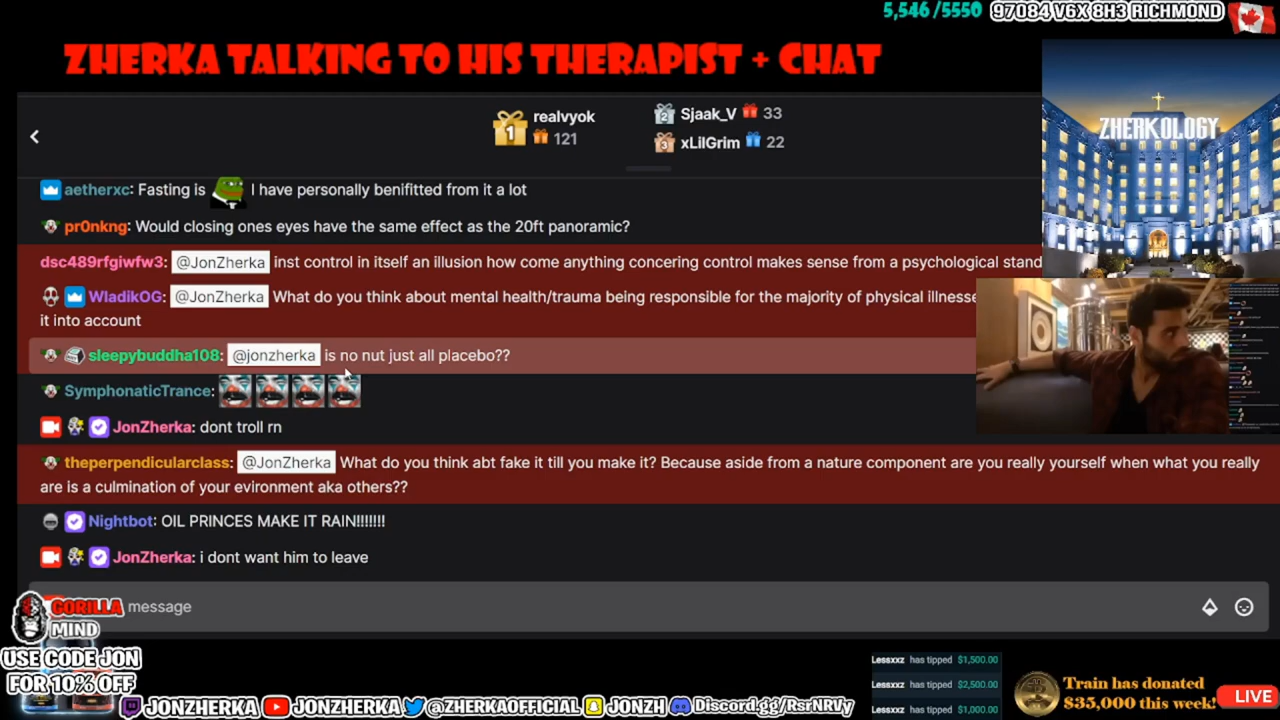 5,546 /5550
97084 V6X 8H3 RICHMOND
ZHERKA TALKING TO HIS THERAPIST + CHAT
1 realvyok 121
2 Sjaak_V 33
3 xLilGrim 22
ZHERKOLOGY
aetherxc: Fasting is I have personally benifitted from it a lot
pr0nkng: Would closing ones eyes have the same effect as the 20ft panoramic?
dsc489rfgiwfw3: @JonZherka inst control in itself an illusion how come anything concering control makes sense from a psychological stand
WladikOG: @JonZherka What do you think about mental health/trauma being responsible for the majority of physical illnesse
it into account
sleepybuddha108: @jonzherka is no nut just all placebo??
SymphonaticTrance:
JonZherka: dont troll rn
theperpendicularclass: @JonZherka What do you think abt fake it till you make it? Because aside from a nature component are you really yourself when what you really
are is a culmination of your evironment aka others??
Nightbot: OIL PRINCES MAKE IT RAIN!!!!!!!
JonZherka: i dont want him to leave
message
GORILLA
MIND
USE CODE JON
FOR 10% OFF
Lessxxz has tipped $1,500.00
Lessxxz has tipped $2,500.00
Lessxxz has tipped $1,000.00
Train has donated
$35,000 this week!
LIVE
JONZHERKA JONZHERKA @ZHERKAOFFICIAL JONZH Discord.gg/RsrNRVy